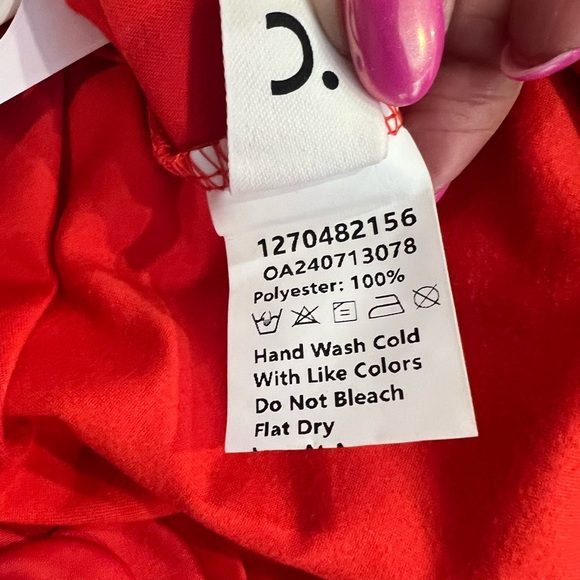 1270482156
OA240713078
Polyester: 100%
Hand Wash Cold
With Like Colors
Do Not Bleach
Flat Dry